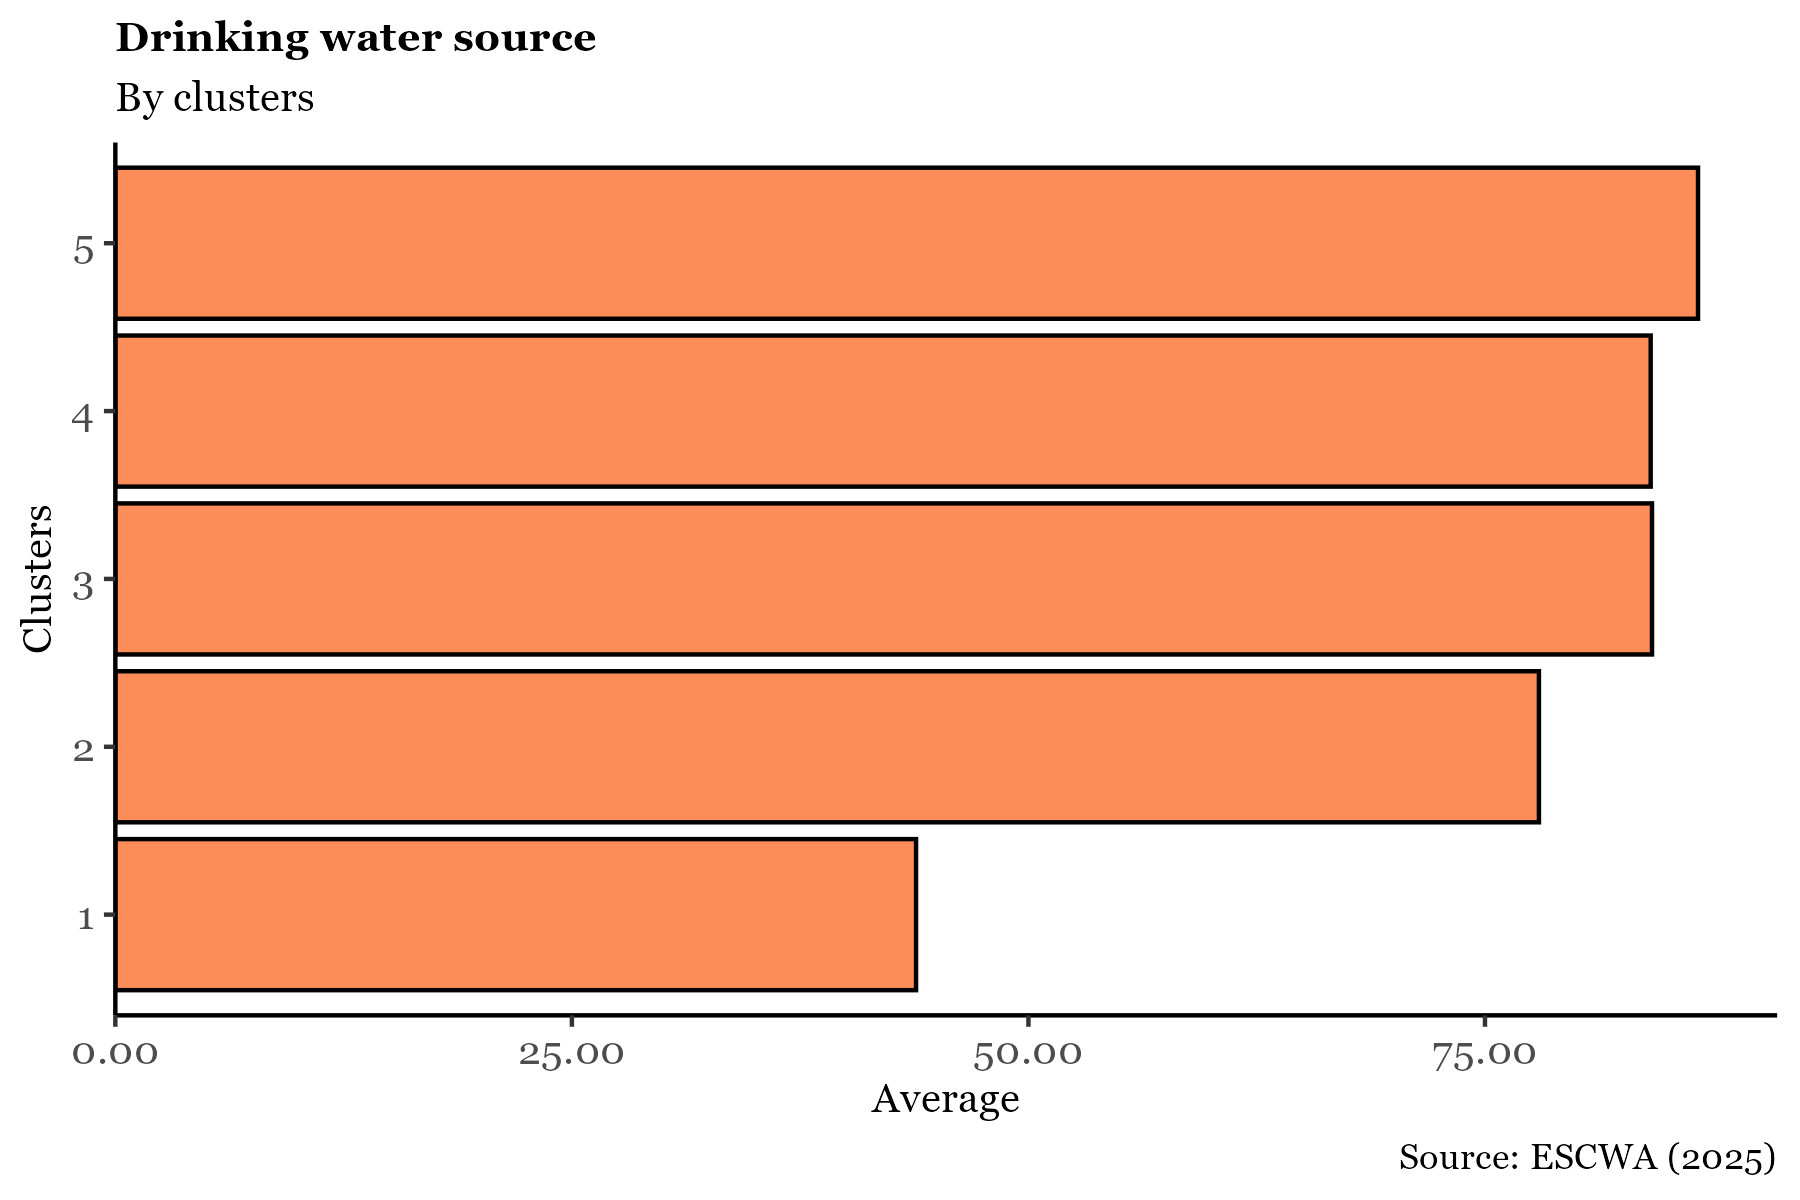 Drinking water source
By clusters
Clusters
5
4
3
2
1
0.00 25.00 50.00 75.00
Average
Source: ESCWA (2025)